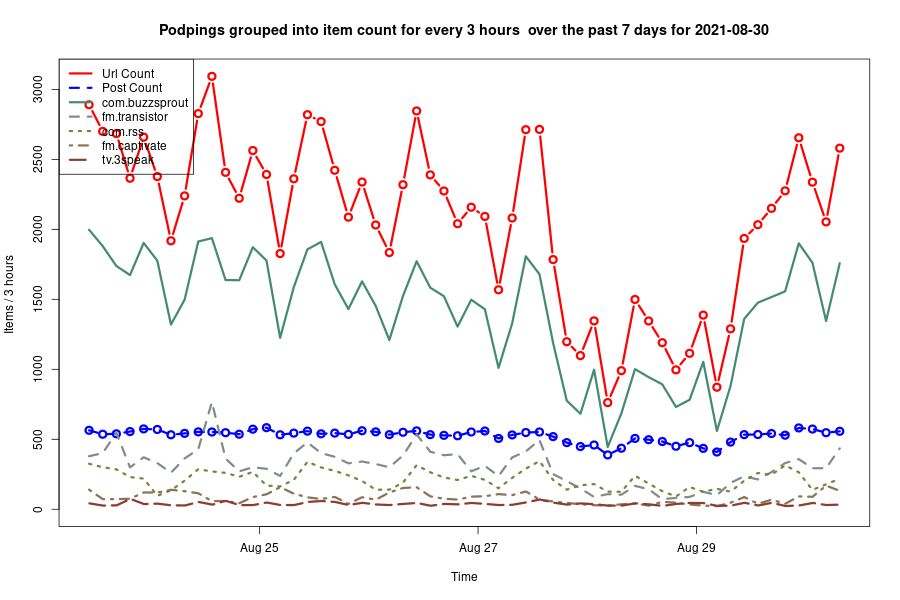 Podpings grouped into item count for every 3 hours  over the past 7 days for 2021-08-30
Url Count
Post Count
com.buzzsprout
fm.transistor
com.rss
fm.captivate
tv.3speak
Items / 3 hours
3000
2500
2000
1500
1000
500
0
Aug 25
Aug 27
Aug 29
Time